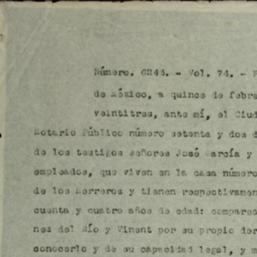 Número. 6246. - Vol. 74. -
de México, a quince de febre
veintitres, ante mí, el Ciud
Notario Público número setenta y dos d
de los testigos señores José García y
empleados, que viven en la casa número
de los Herreros y tienen respectivamen
cuenta y cuatro años de edad: comparec
nes del Río y Vinent por su propio der
conocerlo y de su capacidad legal, y m